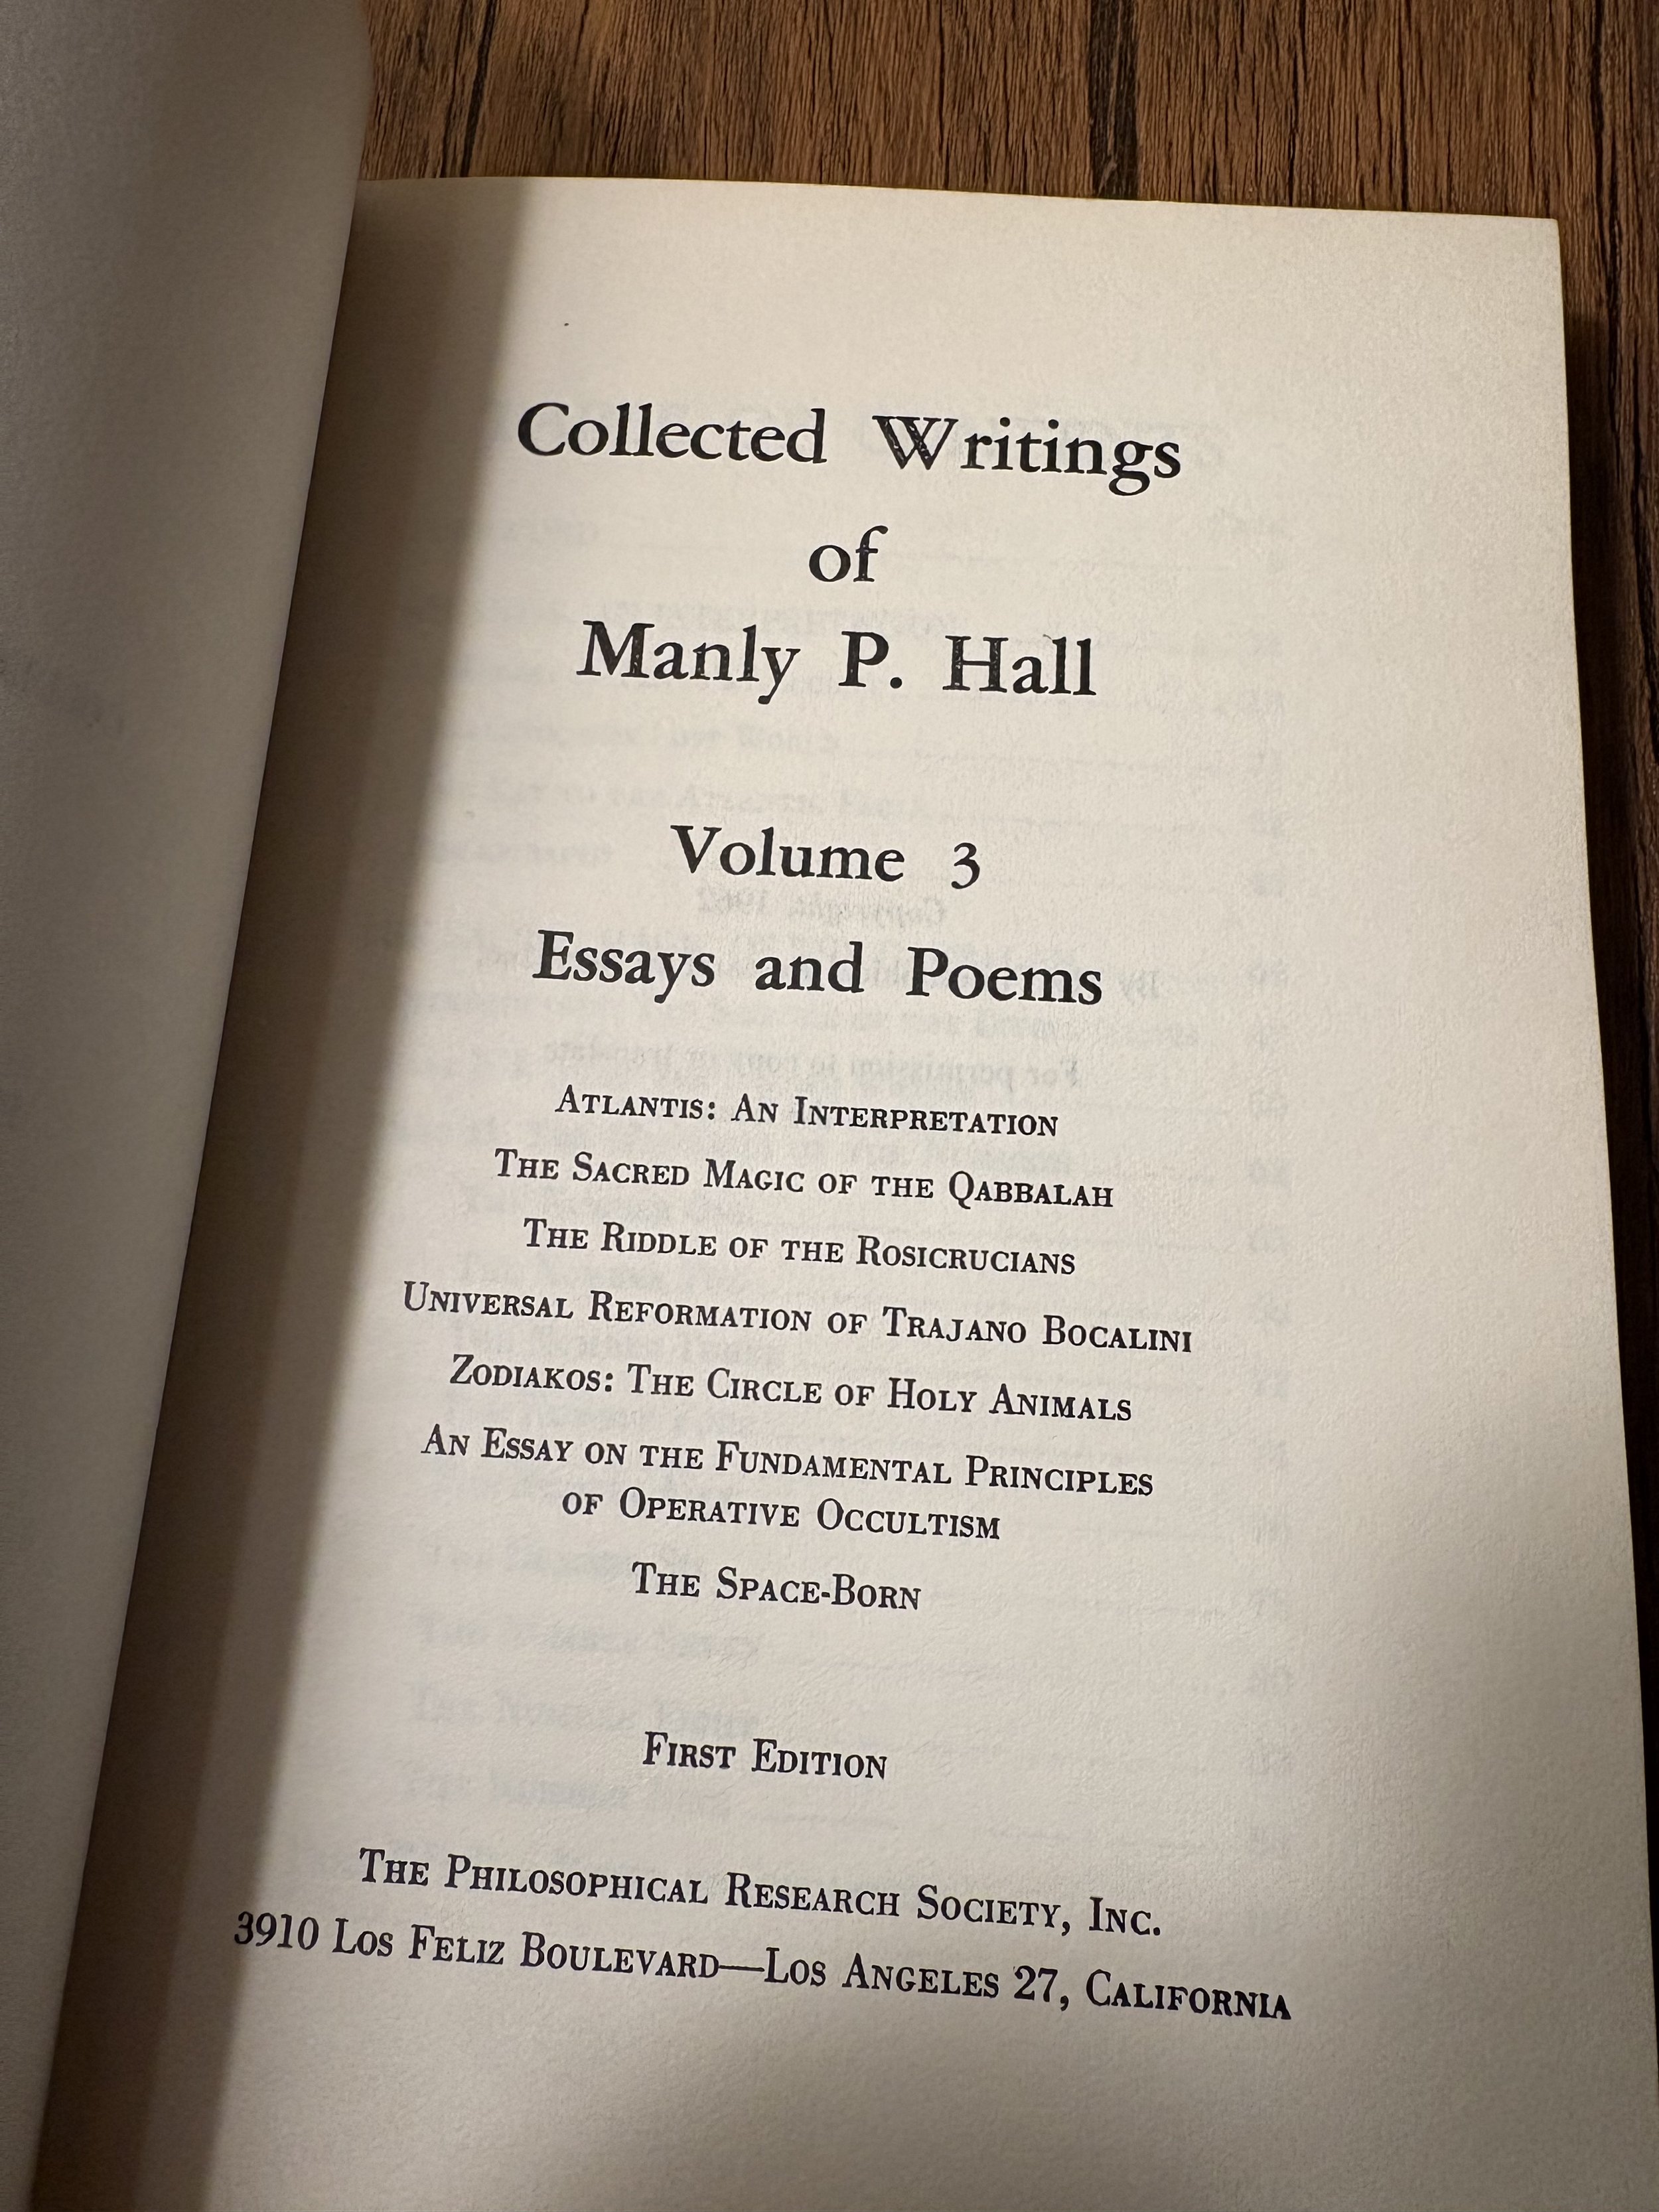 Collected Writings
of
Manly P. Hall
Volume 3
Essays and Poems
Atlantis: An Interpretation
The Sacred Magic of the Qabbalah
The Riddle of the Rosicrucians
Universal Reformation of Trajano Bocalini
Zodiakos: The Circle of Holy Animals
An Essay on the Fundamental Principles
of Operative Occultism
The Space-Born
First Edition
The Philosophical Research Society, Inc.
3910 Los Feliz Boulevard—Los Angeles 27, California